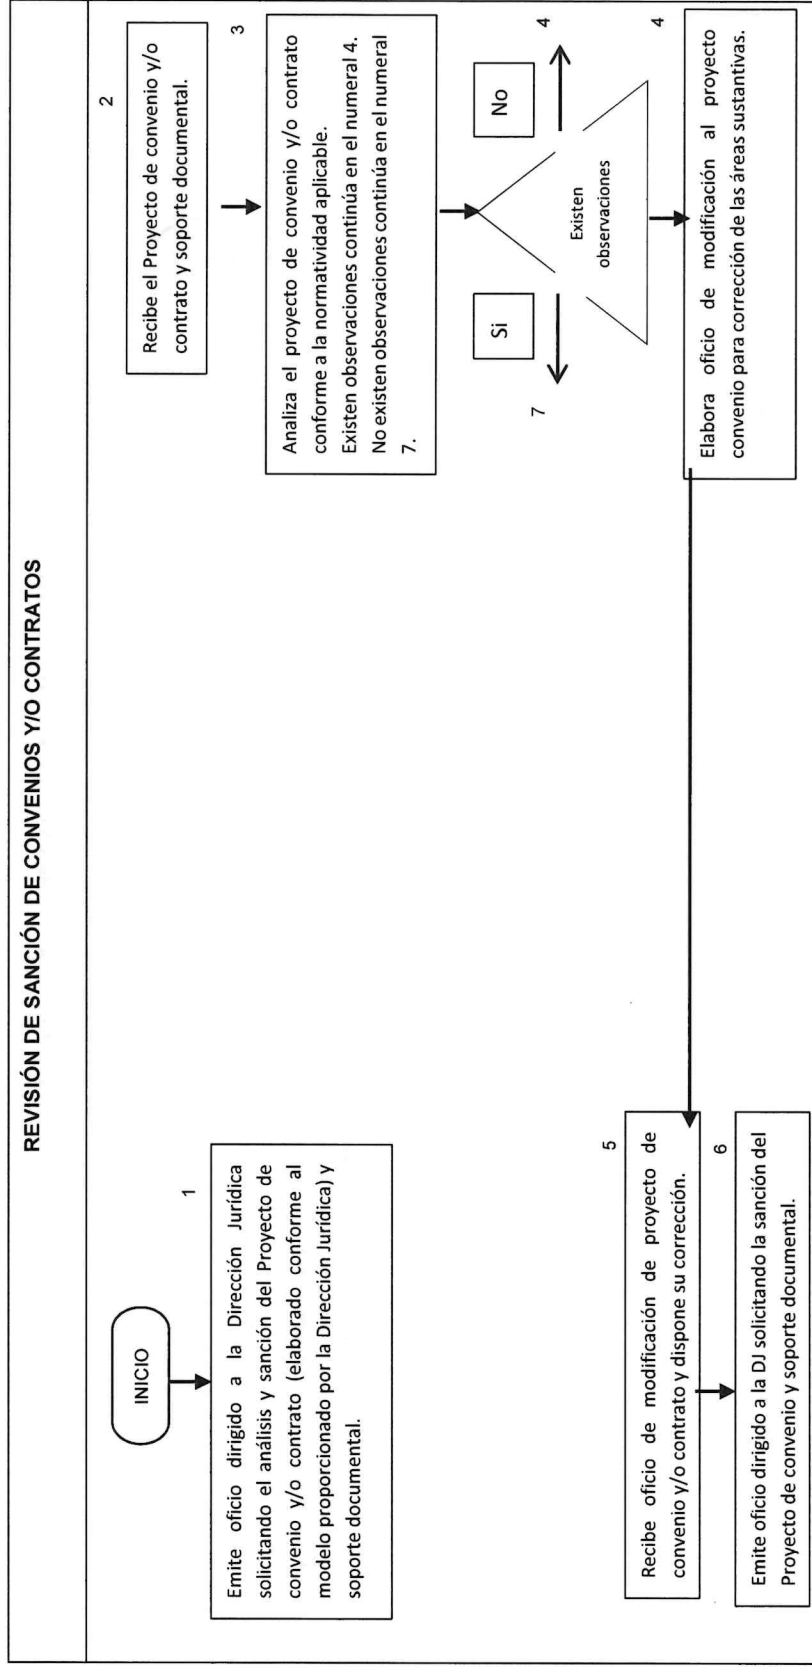 REVISIÓN DE SANCIÓN DE CONVENIOS Y/O CONTRATOS
INICIO
1
Emite oficio dirigido a la Dirección Jurídica
solicitando el análisis y sanción del Proyecto de
convenio y/o contrato (elaborado conforme al
modelo proporcionado por la Dirección Jurídica) y
soporte documental.
2
Recibe el Proyecto de convenio y/o
contrato y soporte documental.
3
Analiza el proyecto de convenio y/o contrato
conforme a la normatividad aplicable.
Existen observaciones continúa en el numeral 4.
No existen observaciones continúa en el numeral
7.
Si
No
7
Existen
observaciones
4
4
Elabora oficio de modificación al proyecto
convenio para corrección de las áreas sustantivas.
5
Recibe oficio de modificación de proyecto de
convenio y/o contrato y dispone su corrección.
6
Emite oficio dirigido a la DJ solicitando la sanción del
Proyecto de convenio y soporte documental.